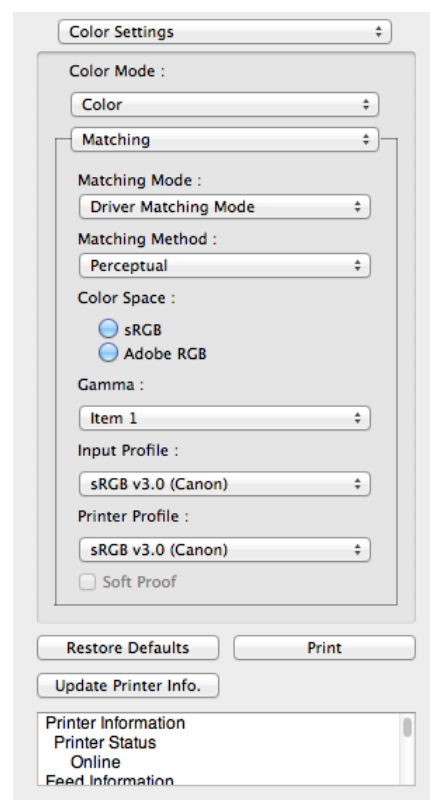 Color Settings
Color Mode :
Color
Matching
Matching Mode :
Driver Matching Mode
Matching Method :
Perceptual
Color Space :
sRGB
Adobe RGB
Gamma :
Item 1
Input Profile :
sRGB v3.0 (Canon)
Printer Profile :
sRGB v3.0 (Canon)
Soft Proof
Restore Defaults Print
Update Printer Info.
Printer Information
Printer Status
Online
Feed Information